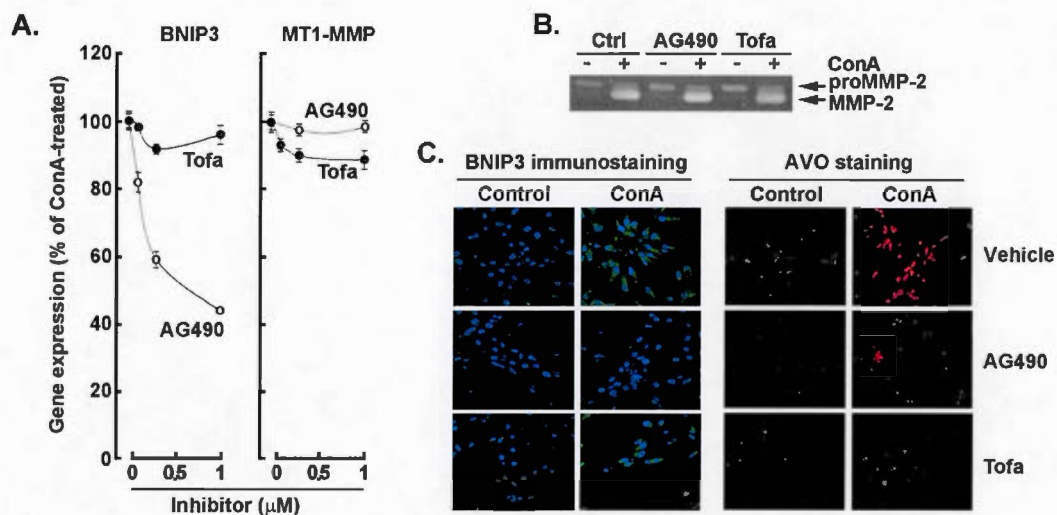 A.
BNIP3
MT1-MMP
Gene expression (% of ConA-treated)
120
100
80
60
40
20
0
Tofa
AG490
AG490
Tofa
0 0,5 1
0 0,5 1
Inhibitor (μM)
B.
Ctrl AG490 Tofa
- + - + - + ConA
proMMP-2
MMP-2
C.
BNIP3 immunostaining AVO staining
Control ConA Control ConA
Vehicle
AG490
Tofa